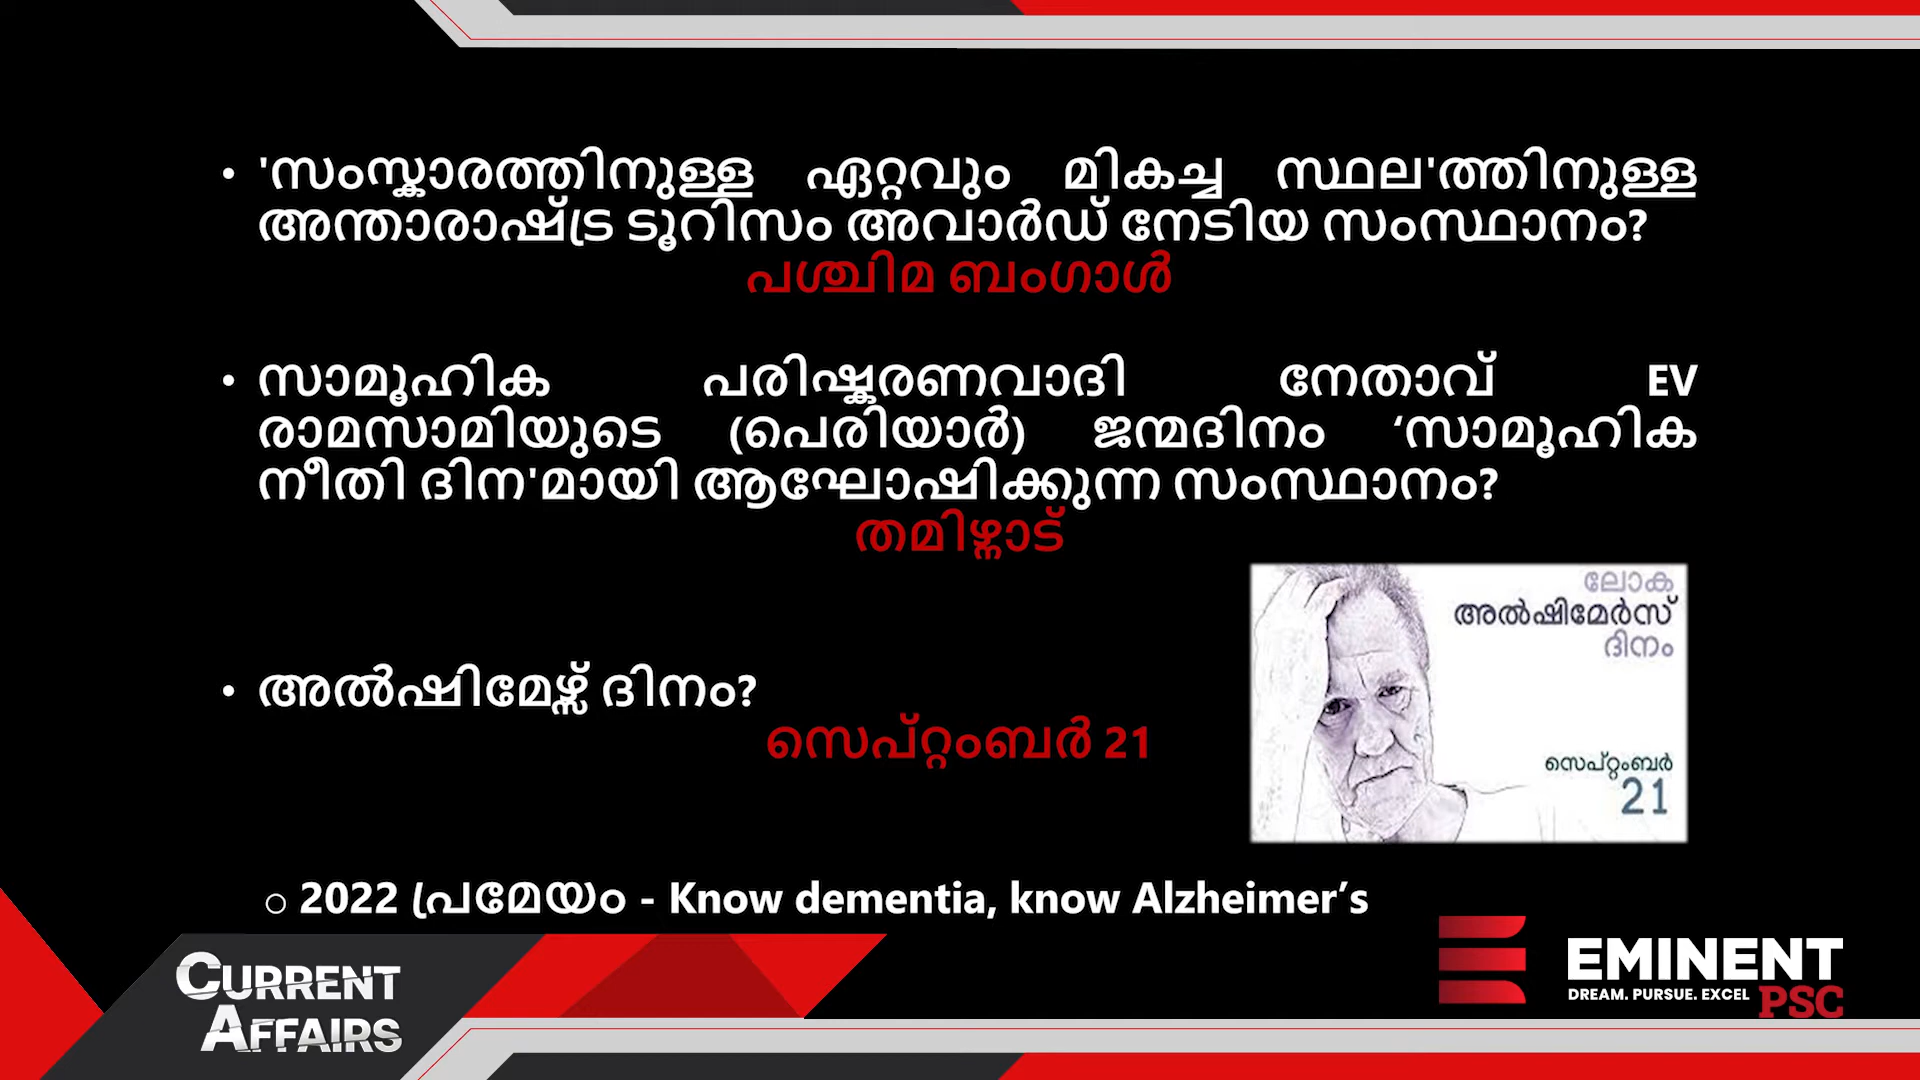 • 'സംസ്കാരത്തിനുള്ള ഏറ്റവും മികച്ച സ്ഥല'ത്തിനുള്ള
അന്താരാഷ്ട്ര ടൂറിസം അവാർഡ് നേടിയ സംസ്ഥാനം?
പശ്ചിമ ബംഗാൾ
• സാമൂഹിക പരിഷ്കരണവാദി നേതാവ് EV
രാമസാമിയുടെ (പെരിയാർ) ജന്മദിനം ‘സാമൂഹിക
നീതി ദിന'മായി ആഘോഷിക്കുന്ന സംസ്ഥാനം?
തമിഴ്നാട്
ലോക
അൽഷിമേർസ്
ദിനം
സെപ്റ്റംബർ
21
• അൽഷിമേഴ്സ് ദിനം?
സെപ്റ്റംബർ 21
○ 2022 പ്രമേയം - Know dementia, know Alzheimer’s
CURRENT
AFFAIRS
EMINENT
DREAM. PURSUE. EXCEL PSC